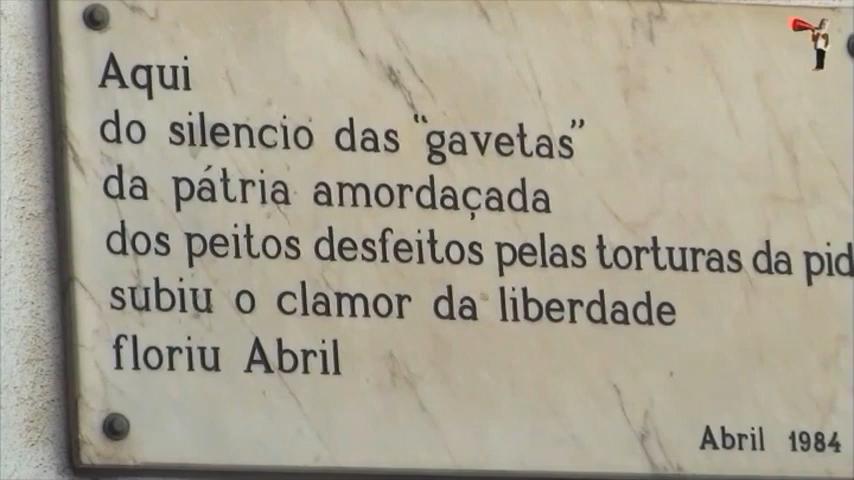 Aqui
do silencio das "gavetas"
da pátria amordaçada
dos peitos desfeitos pelas torturas da pid
subiu o clamor da liberdade
floriu Abril
Abril 1984